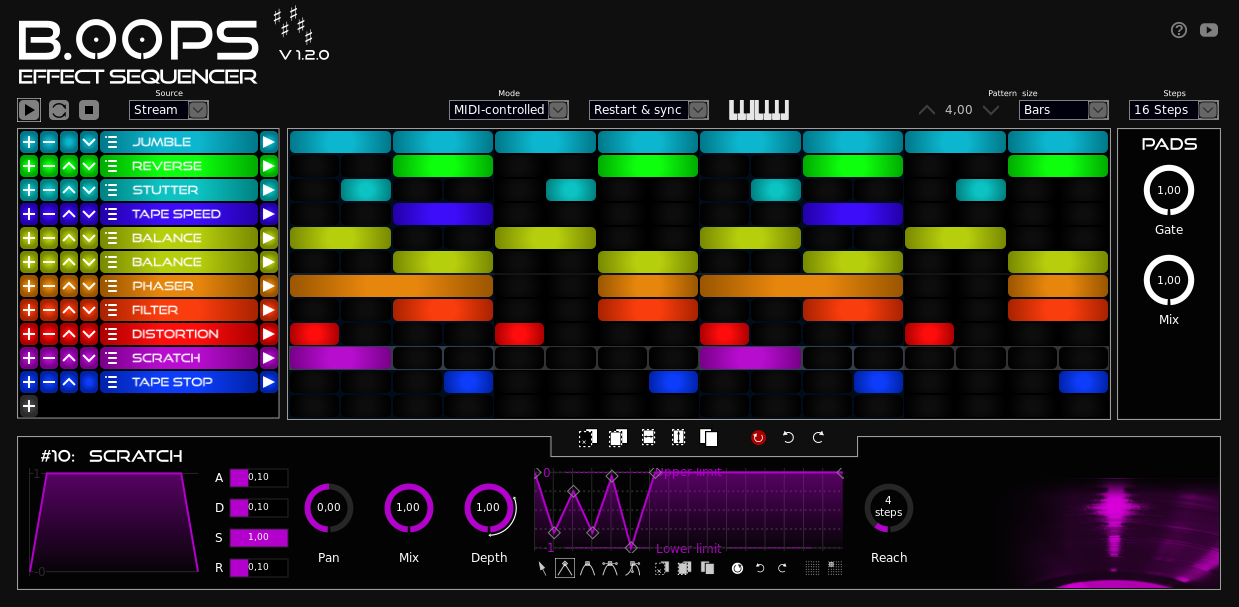 B.OOPS
V 1.2.0
EFFECT SEQUENCER
Source
Mode
Pattern size
Steps
Stream
MIDI-controlled
Restart & sync
4,00
Bars
16 Steps
JUMBLE
REVERSE
STUTTER
TAPE SPEED
BALANCE
BALANCE
PHASER
FILTER
DISTORTION
SCRATCH
TAPE STOP
PADS
1,00
Gate
1,00
Mix
#10: SCRATCH
1
0
A 0,10
D 0,10
S 1,00
R 0,10
0,00
Pan
1,00
Mix
1,00
Depth
0
Upper limit
-1
Lower limit
4
steps
Reach